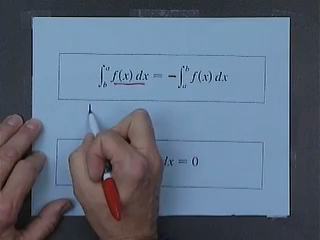 ∫_b^a f(x) dx = -∫_a^b f(x) dx
dx = 0